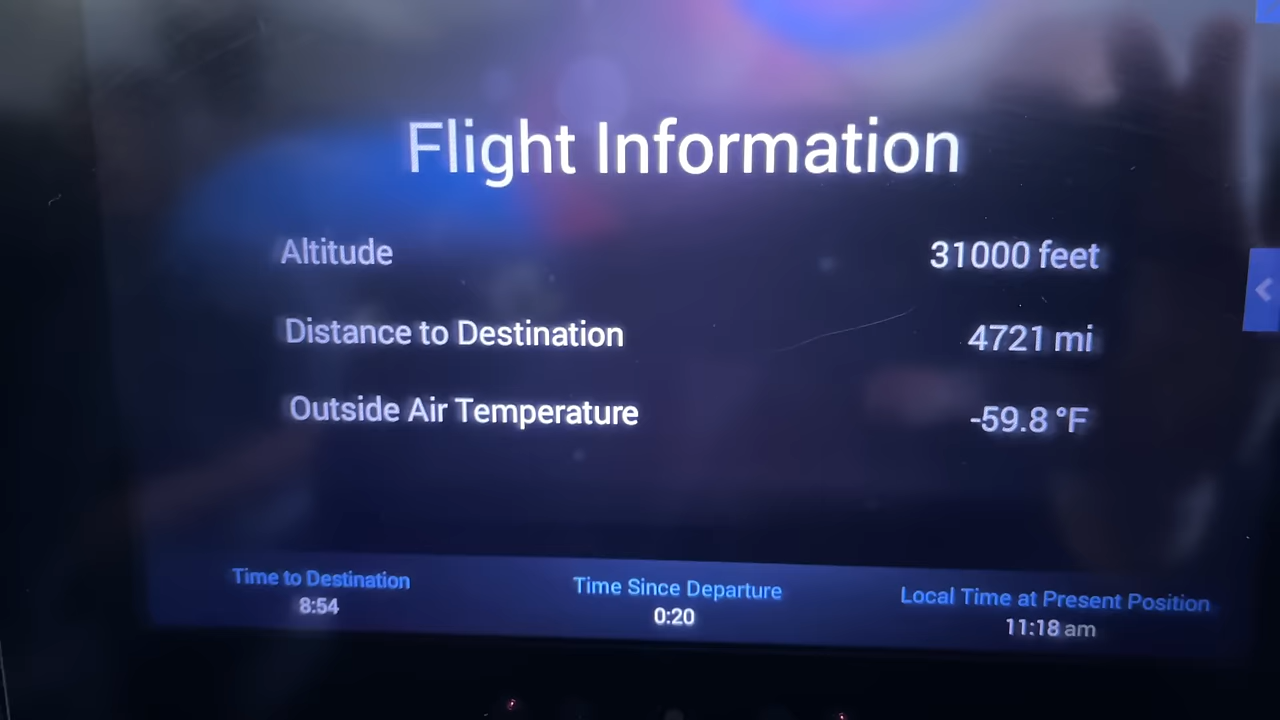 Flight Information
Altitude 31000 feet
Distance to Destination 4721 mi
Outside Air Temperature -59.8 °F
Time to Destination Time Since Departure Local Time at Present Position
8:54 0:20 11:18 am